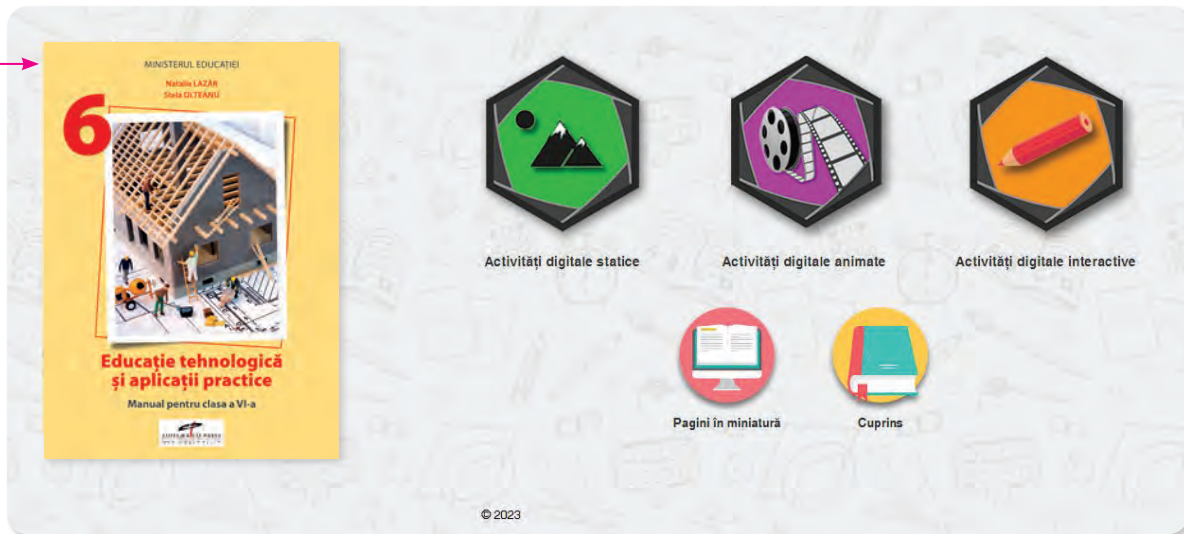 MINISTERUL EDUCAȚIEI
Natalia LAZĂR
Stela OLTEANU
6
Educație tehnologică
și aplicații practice
Manual pentru clasa a VI-a
Activități digitale statice
Activități digitale animate
Activități digitale interactive
Pagini în miniatură
Cuprins
© 2023